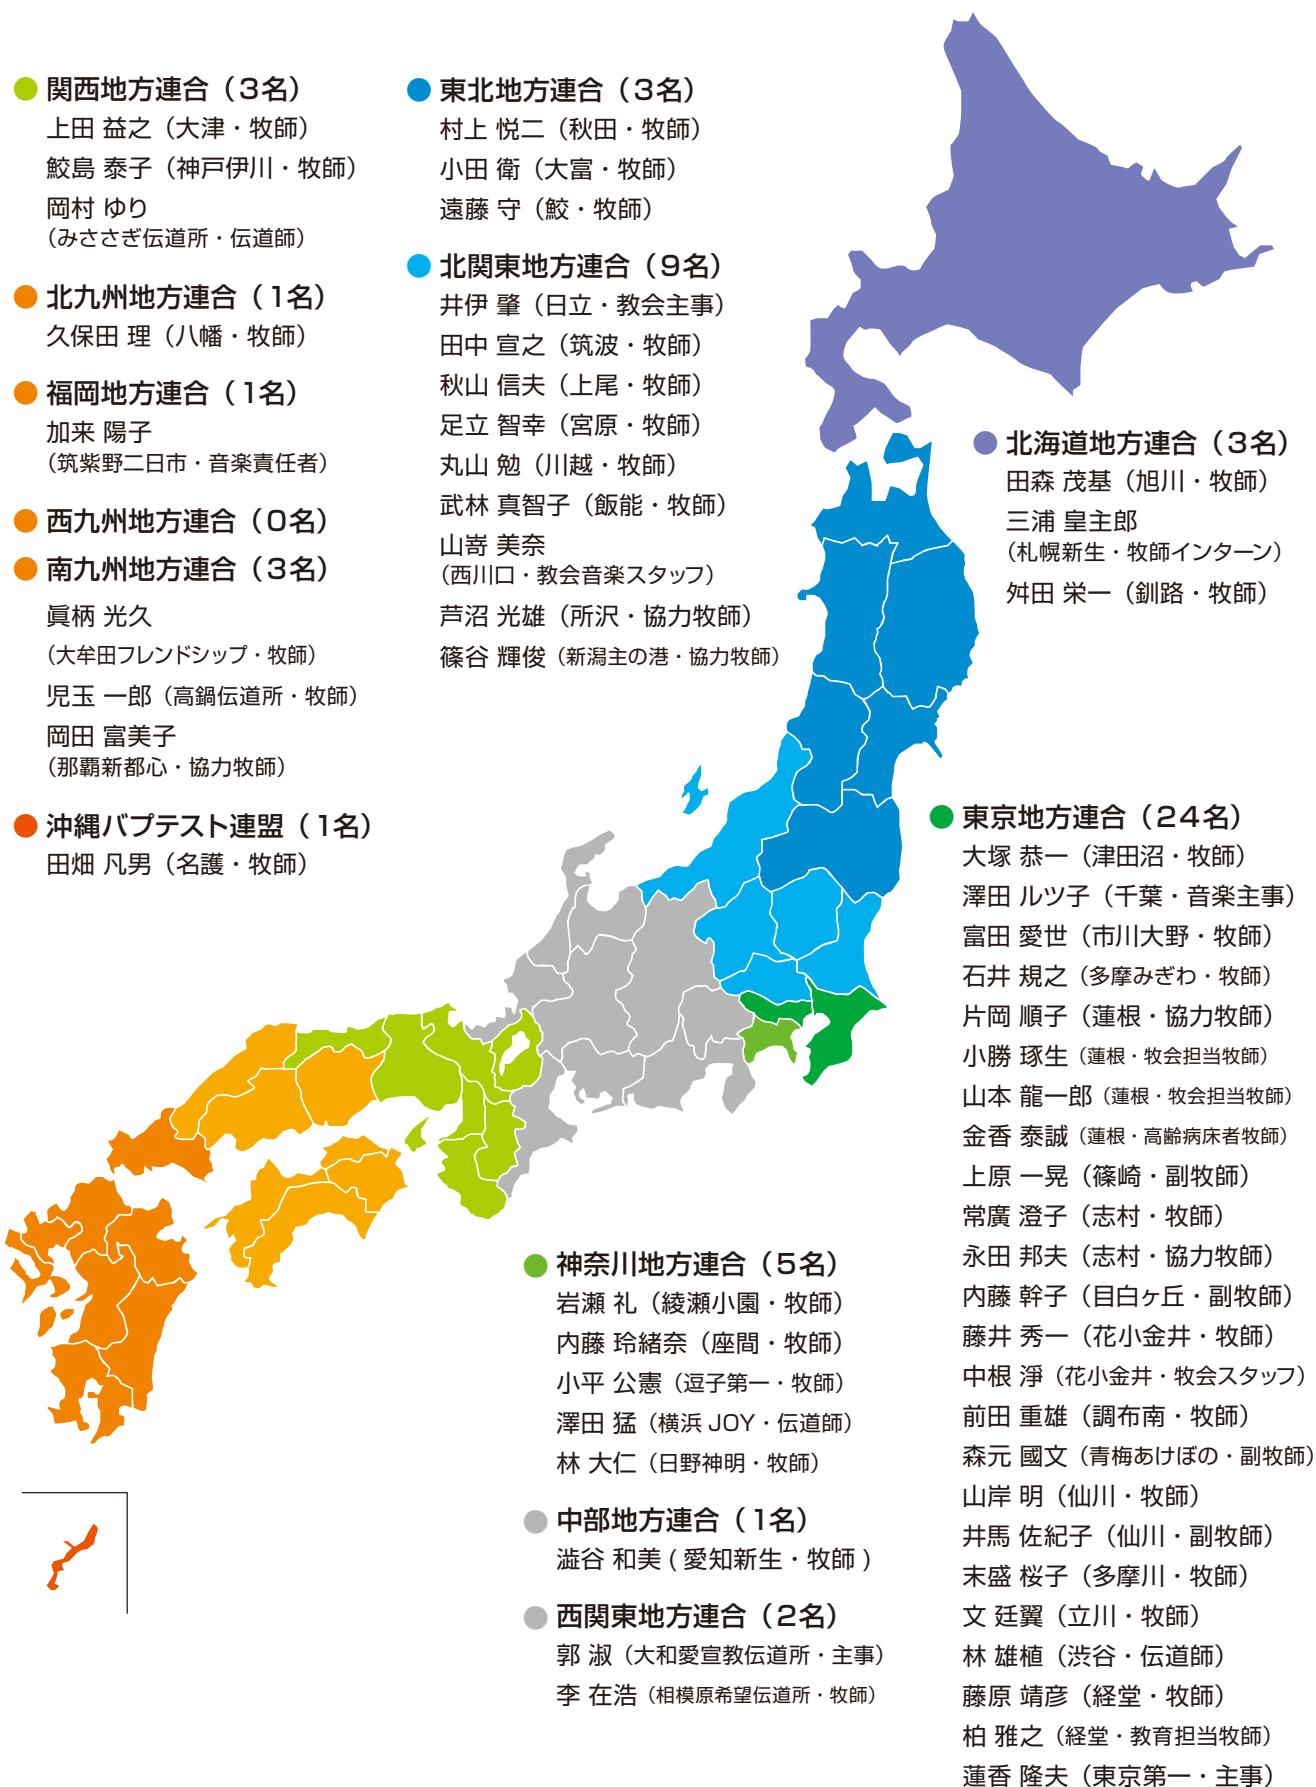 ● 関西地方連合（3名）
上田 益之（大津・牧師）
鮫島 泰子（神戸伊川・牧師）
岡村 ゆり
（みささぎ伝道所・伝道師）
● 北九州地方連合（1名）
久保田 理（八幡・牧師）
● 福岡地方連合（1名）
加来 陽子
（筑紫野二日市・音楽責任者）
● 西九州地方連合（0名）
● 南九州地方連合（3名）
眞柄 光久
（大牟田フレンドシップ・牧師）
児玉 一郎（高鍋伝道所・牧師）
岡田 富美子
（那覇新都心・協力牧師）
● 沖縄バプテスト連盟（1名）
田畑 凡男（名護・牧師）
● 東北地方連合（3名）
村上 悦二（秋田・牧師）
小田 衛（大富・牧師）
遠藤 守（鮫・牧師）
● 北関東地方連合（9名）
井伊 肇（日立・教会主事）
田中 宣之（筑波・牧師）
秋山 信夫（上尾・牧師）
足立 智幸（宮原・牧師）
丸山 勉（川越・牧師）
武林 真智子（飯能・牧師）
山嵜 美奈
（西川口・教会音楽スタッフ）
芦沼 光雄（所沢・協力牧師）
篠谷 輝俊（新潟主の港・協力牧師）
● 北海道地方連合（3名）
田森 茂基（旭川・牧師）
三浦 皇主郎
（札幌新生・牧師インターン）
舛田 栄一（釧路・牧師）
● 神奈川地方連合（5名）
岩瀬 礼（綾瀬小園・牧師）
内藤 玲緒奈（座間・牧師）
小平 公憲（逗子第一・牧師）
澤田 猛（横浜 JOY・伝道師）
林 大仁（日野神明・牧師）
● 中部地方連合（1名）
澁谷 和美 ( 愛知新生・牧師 )
● 西関東地方連合（2名）
郭 淑（大和愛宣教伝道所・主事）
李 在浩（相模原希望伝道所・牧師）
● 東京地方連合（24名）
大塚 恭一（津田沼・牧師）
澤田 ルツ子（千葉・音楽主事）
富田 愛世（市川大野・牧師）
石井 規之（多摩みぎわ・牧師）
片岡 順子（蓮根・協力牧師）
小勝 琢生（蓮根・牧会担当牧師）
山本 龍一郎（蓮根・牧会担当牧師）
金香 泰誠（蓮根・高齢病床者牧師）
上原 一晃（篠崎・副牧師）
常廣 澄子（志村・牧師）
永田 邦夫（志村・協力牧師）
内藤 幹子（目白ヶ丘・副牧師）
藤井 秀一（花小金井・牧師）
中根 淨（花小金井・牧会スタッフ）
前田 重雄（調布南・牧師）
森元 國文（青梅あけぼの・副牧師）
山岸 明（仙川・牧師）
井馬 佐紀子（仙川・副牧師）
末盛 桜子（多摩川・牧師）
文 廷翼（立川・牧師）
林 雄植（渋谷・伝道師）
藤原 靖彦（経堂・牧師）
柏 雅之（経堂・教育担当牧師）
蓮香 隆夫（東京第一・主事）